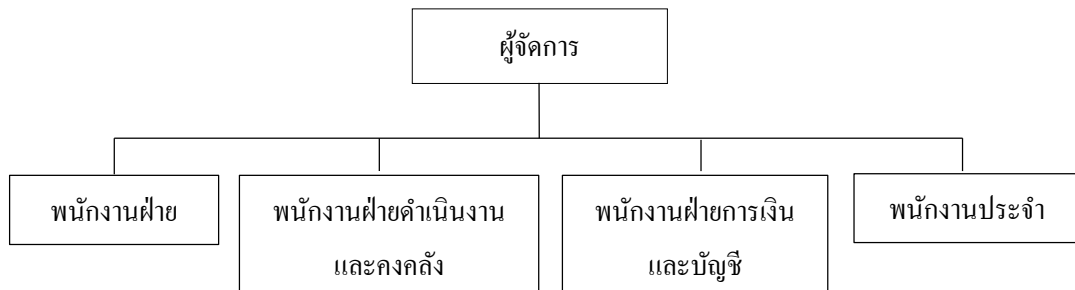 ผู้จัดการ
พนักงานฝ่าย
พนักงานฝ่ายดำเนินงาน
และคงคลัง
พนักงานฝ่ายการเงิน
และบัญชี
พนักงานประจำ